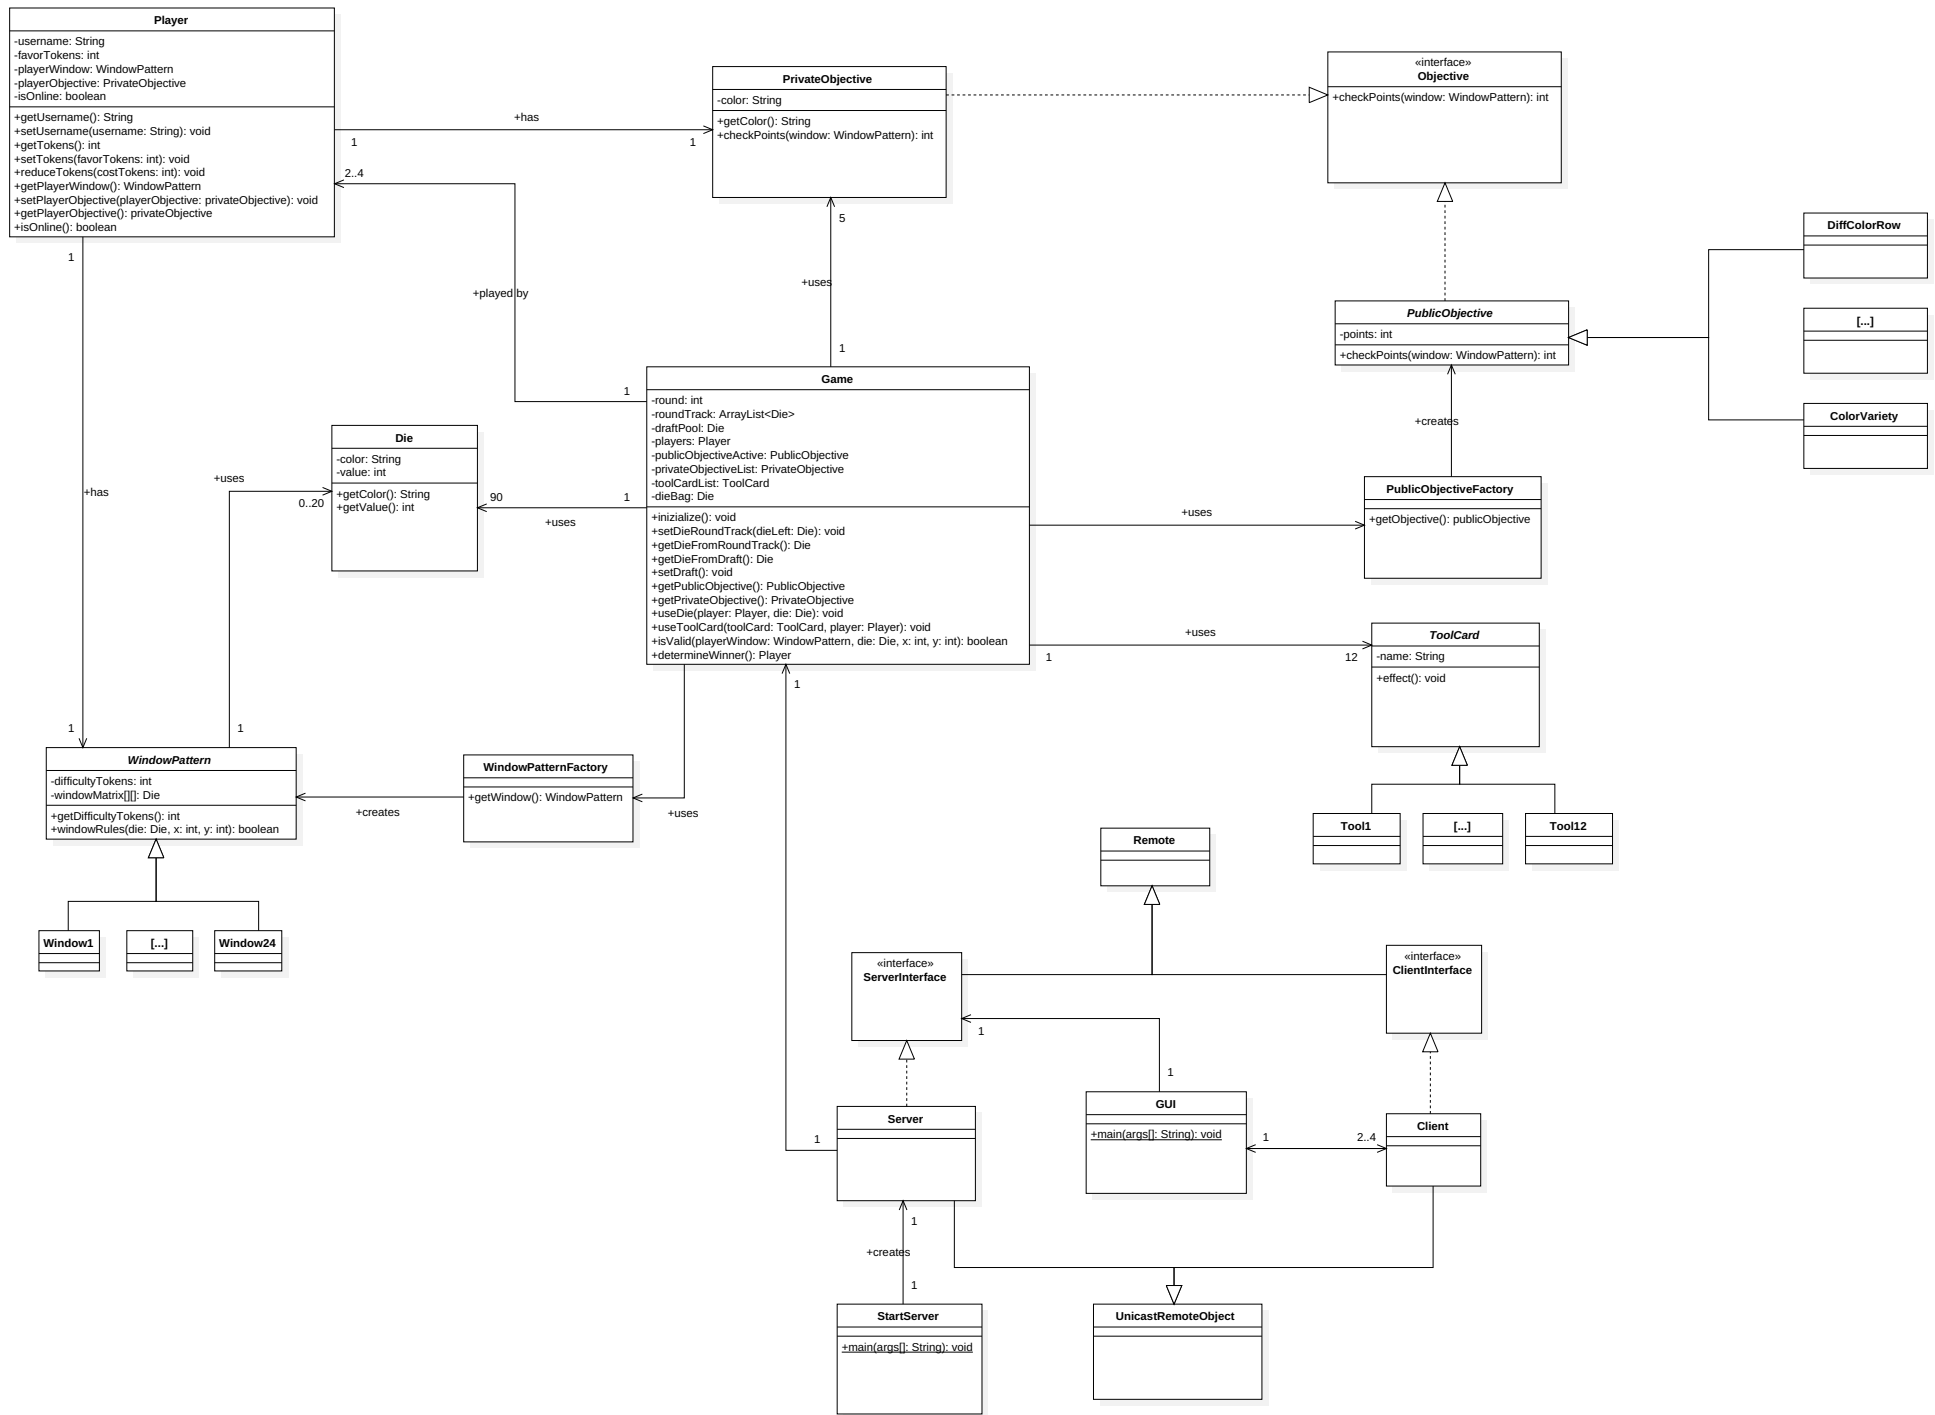 Player
-username: String
-favorTokens: int
-playerWindow: WindowPattern
-playerObjective: PrivateObjective
-isOnline: boolean
+getUsername(): String
+setUsername(username: String): void
+getTokens(): int
+setTokens(favorTokens: int): void
+reduceTokens(costTokens: int): void
+getPlayerWindow(): WindowPattern
+setPlayerObjective(playerObjective: privateObjective): void
+getPlayerObjective(): privateObjective
+isOnline(): boolean
+has
1
1
PrivateObjective
-color: String
+getColor(): String
+checkPoints(window: WindowPattern): int
«interface»
Objective
+checkPoints(window: WindowPattern): int
2..4
+played by
1
5
+uses
1
DiffColorRow
[...]
ColorVariety
PublicObjective
-points: int
+checkPoints(window: WindowPattern): int
+creates
PublicObjectiveFactory
+getObjective(): publicObjective
+uses
Game
-round: int
-roundTrack: ArrayList<Die>
-draftPool: Die
-players: Player
-publicObjectiveActive: PublicObjective
-privateObjectiveList: PrivateObjective
-toolCardList: ToolCard
-dieBag: Die
+inizialize(): void
+setDieRoundTrack(dieLeft: Die): void
+getDieFromRoundTrack(): Die
+getDieFromDraft(): Die
+setDraft(): void
+getPublicObjective(): PublicObjective
+getPrivateObjective(): PrivateObjective
+useDie(player: Player, die: Die): void
+useToolCard(toolCard: ToolCard, player: Player): void
+isValid(playerWindow: WindowPattern, die: Die, x: int, y: int): boolean
+determineWinner(): Player
Die
-color: String
-value: int
+getColor(): String
+getValue(): int
90
1
+uses
+uses
0..20
1
1
+has
1
+uses
1
12
ToolCard
-name: String
+effect(): void
Tool1
[...]
Tool12
WindowPattern
-difficultyTokens: int
-windowMatrix[][]: Die
+getDifficultyTokens(): int
+windowRules(die: Die, x: int, y: int): boolean
+creates
WindowPatternFactory
+getWindow(): WindowPattern
+uses
Window1
[...]
Window24
1
1
Remote
«interface»
ServerInterface
«interface»
ClientInterface
1
1
Server
GUI
+main(args[]: String): void
1
2..4
Client
1
+creates
1
StartServer
+main(args[]: String): void
UnicastRemoteObject